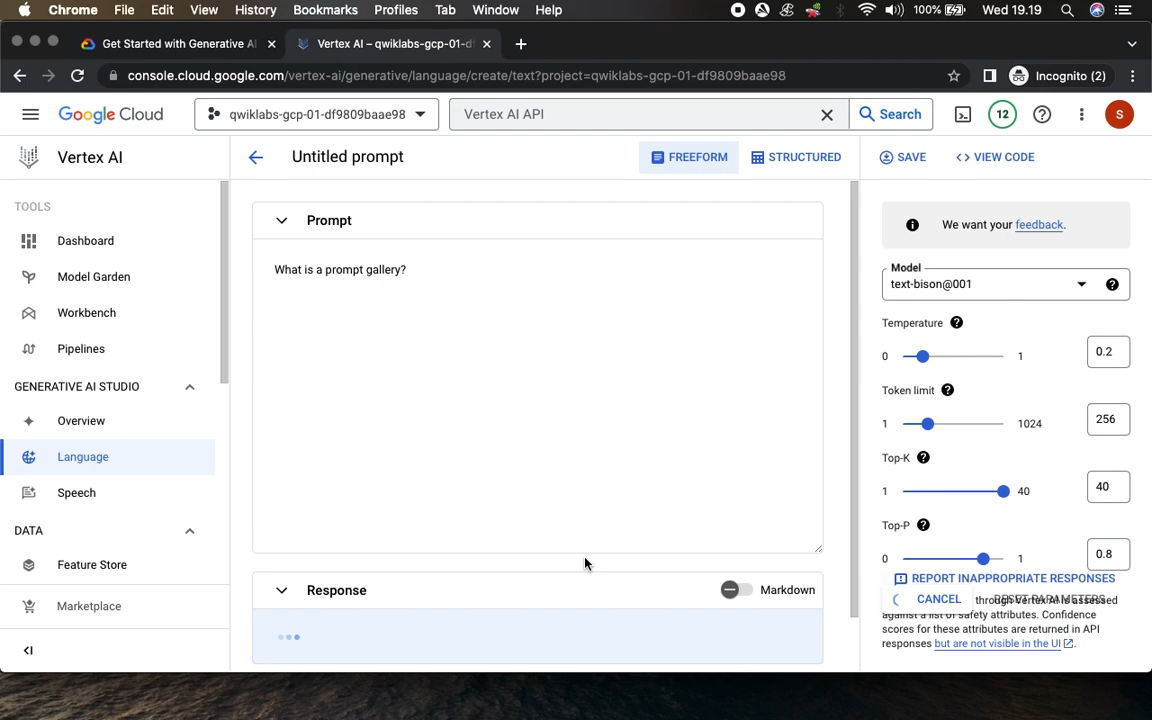 Chrome File Edit View History Bookmarks Profiles Tab Window Help 100% Wed 19.19
Get Started with Generative AI Vertex AI – qwiklabs-gcp-01-d
console.cloud.google.com/vertex-ai/generative/language/create/text?project=qwiklabs-gcp-01-df9809baae98 Incognito (2)
Google Cloud qwiklabs-gcp-01-df9809baae98 Vertex AI API Search 12 S
Vertex AI Untitled prompt FREEFORM STRUCTURED SAVE <> VIEW CODE
TOOLS
Dashboard
Model Garden
Workbench
Pipelines
GENERATIVE AI STUDIO
Overview
Language
Speech
DATA
Feature Store
Marketplace
Prompt
What is a prompt gallery?
Response Markdown
We want your feedback.
Model
text-bison@001
Temperature
0 1 0.2
Token limit
1 1024 256
Top-K
1 40 40
Top-P
0 1 0.8
REPORT INAPPROPRIATE RESPONSES
CANCEL RESET PARAMETERS
through Vertex AI is assessed
against a list of safety attributes. Confidence
scores for these attributes are returned in API
responses but are not visible in the UI.